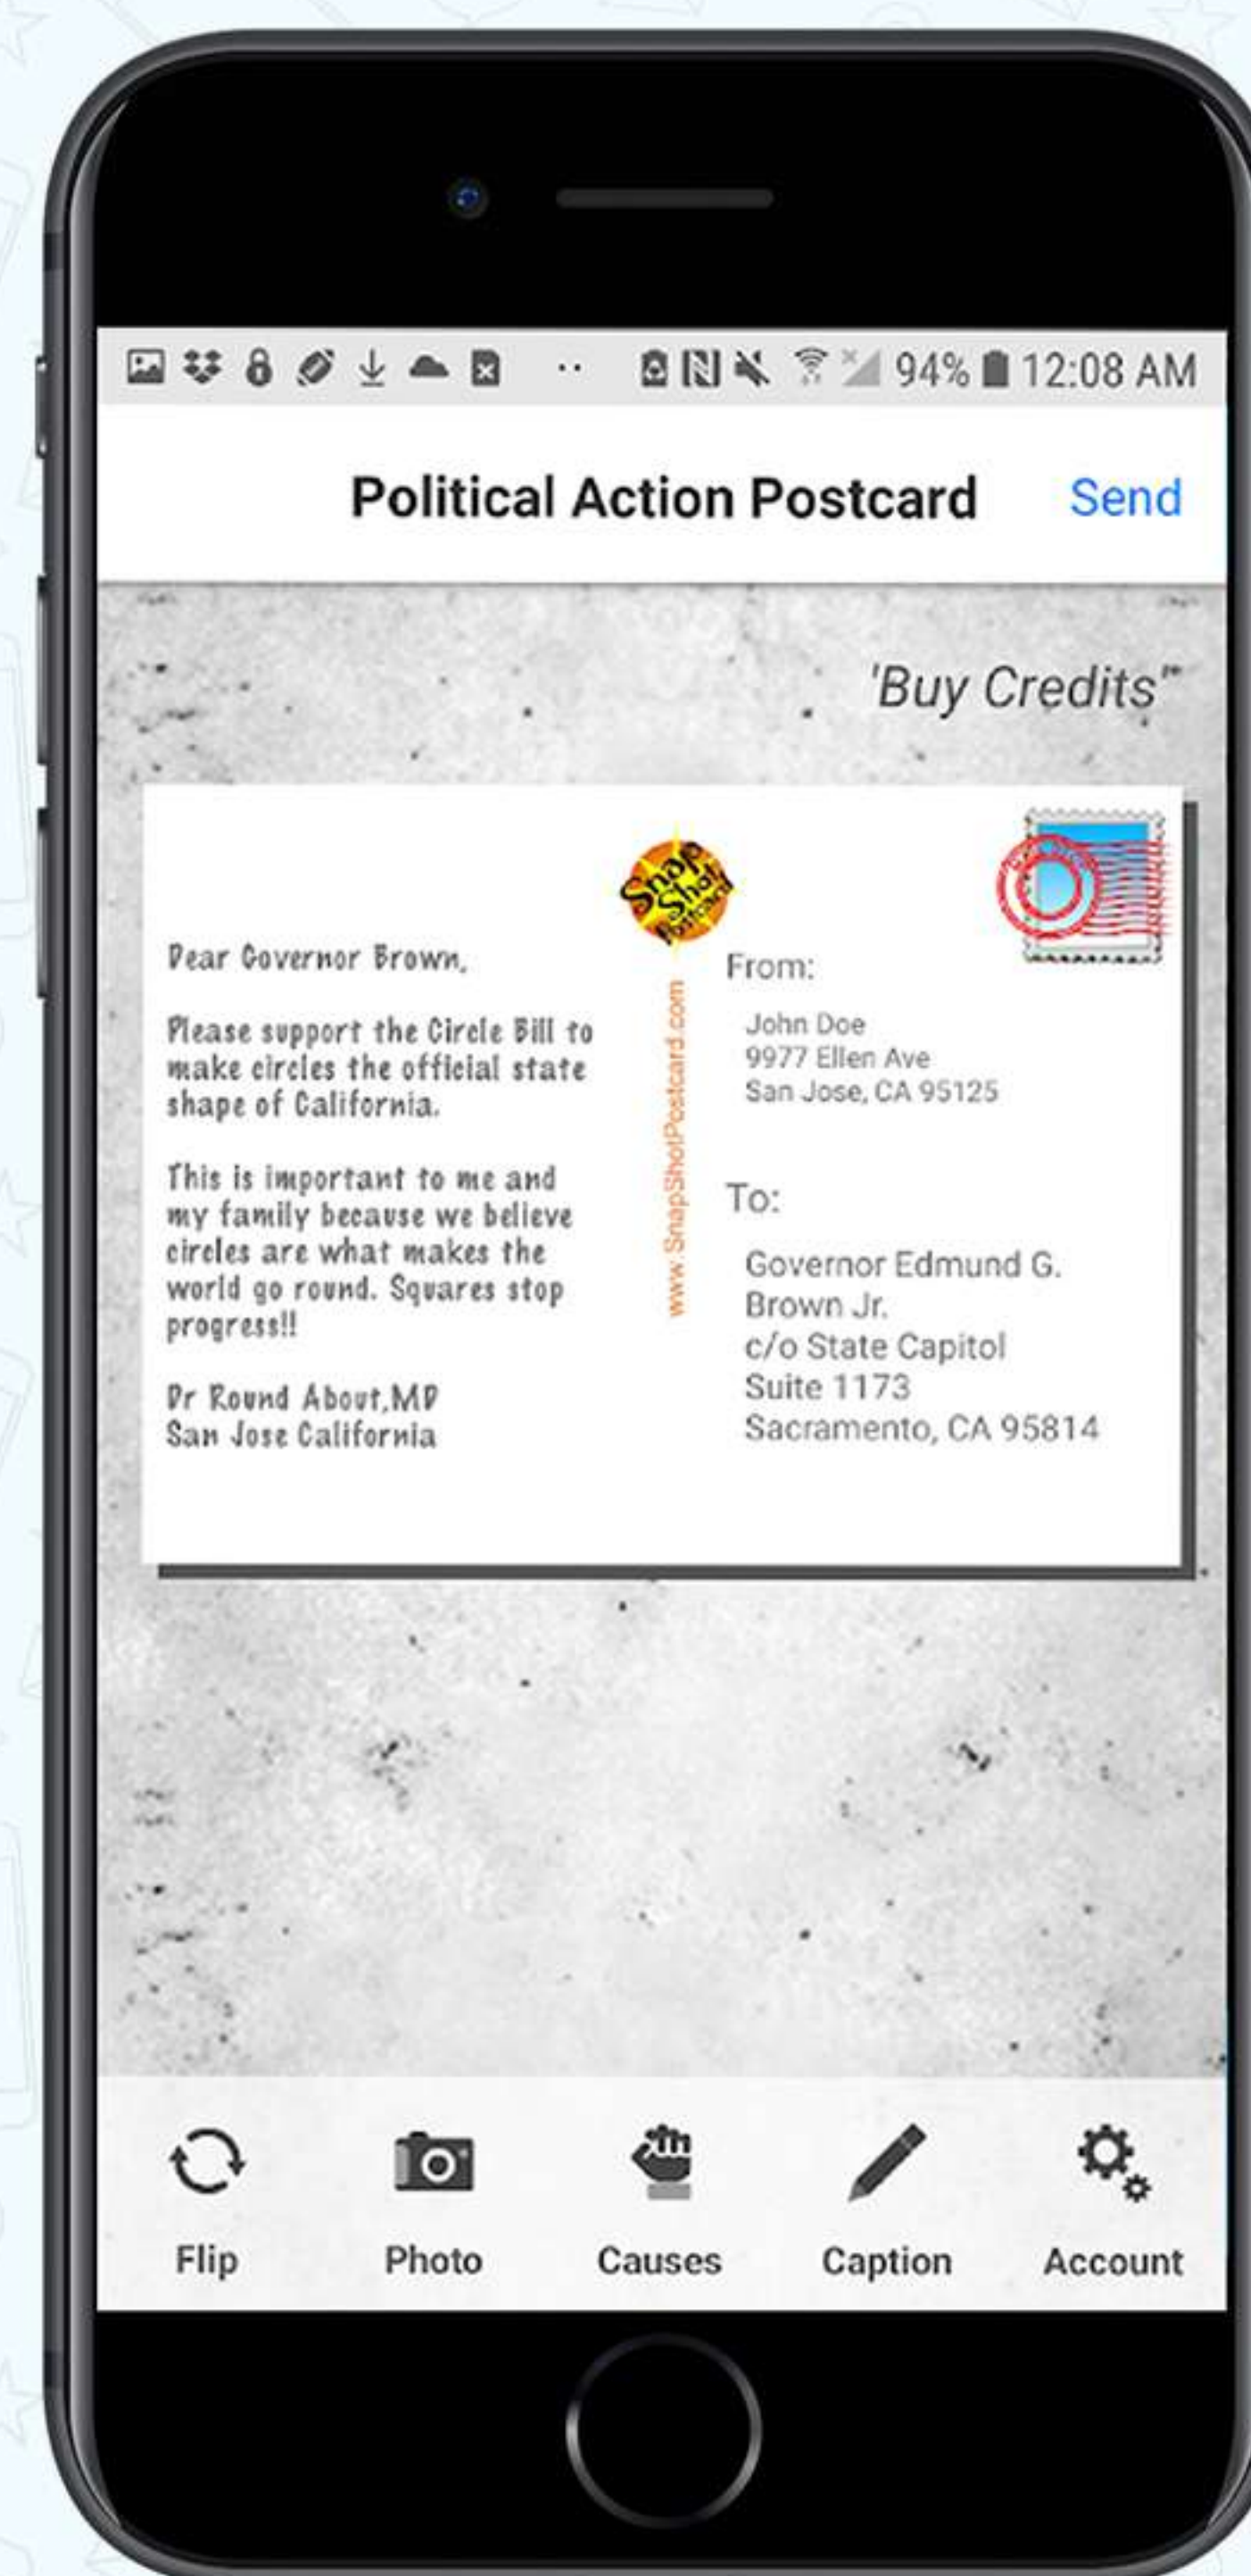 94% 12:08 AM
Political Action Postcard Send
'Buy Credits'"
Snap
Shot
Postcard
www.SnapShotPostcard.com
Dear Governor Brown,
Please support the Circle Bill to
make circles the official state
shape of California.
This is important to me and
my family because we believe
circles are what makes the
world go round. Squares stop
progress!!
Dr Round About,MD
San Jose California
From:
John Doe
9977 Ellen Ave
San Jose, CA 95125
To:
Governor Edmund G.
Brown Jr.
c/o State Capitol
Suite 1173
Sacramento, CA 95814
Flip Photo Causes Caption Account